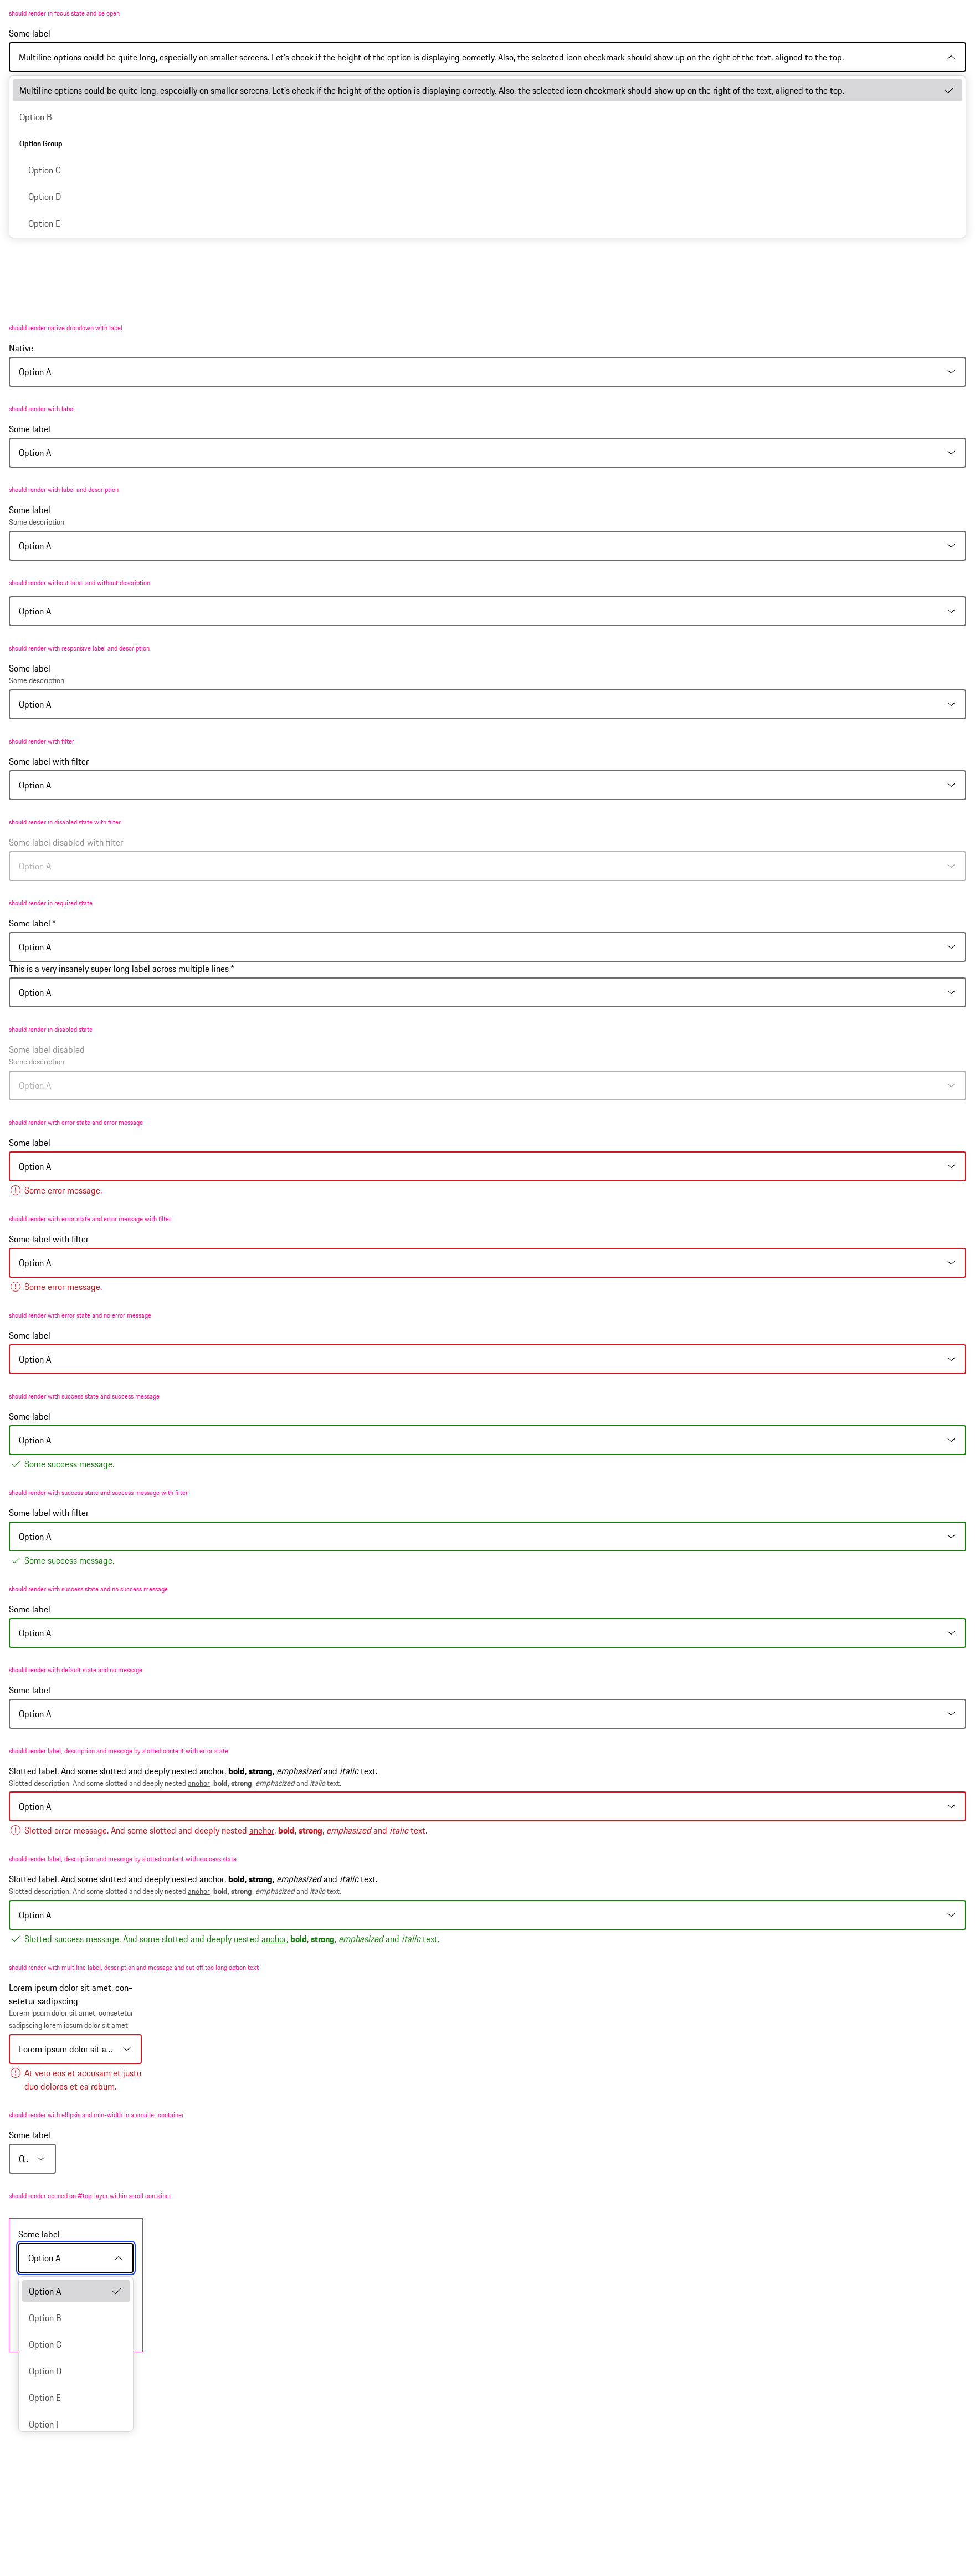 should render in focus state and be open
Some label
Multiline options could be quite long, especially on smaller screens. Let's check if the height of the option is displaying correctly. Also, the selected icon checkmark should show up on the right of the text, aligned to the top.
Multiline options could be quite long, especially on smaller screens. Let's check if the height of the option is displaying correctly. Also, the selected icon checkmark should show up on the right of the text, aligned to the top.
Option B
Option Group
Option C
Option D
Option E
should render native dropdown with label
Native
Option A
should render with label
Some label
Option A
should render with label and description
Some label
Some description
Option A
should render without label and without description
Option A
should render with responsive label and description
Some label
Some description
Option A
should render with filter
Some label with filter
Option A
should render in disabled state with filter
Some label disabled with filter
Option A
should render in required state
Some label *
Option A
This is a very insanely super long label across multiple lines *
Option A
should render in disabled state
Some label disabled
Some description
Option A
should render with error state and error message
Some label
Option A
Some error message.
should render with error state and error message with filter
Some label with filter
Option A
Some error message.
should render with error state and no error message
Some label
Option A
should render with success state and success message
Some label
Option A
Some success message.
should render with success state and success message with filter
Some label with filter
Option A
Some success message.
should render with success state and no success message
Some label
Option A
should render with default state and no message
Some label
Option A
should render label, description and message by slotted content with error state
Slotted label. And some slotted and deeply nested anchor, bold, strong, emphasized and italic text.
Slotted description. And some slotted and deeply nested anchor, bold, strong, emphasized and italic text.
Option A
Slotted error message. And some slotted and deeply nested anchor, bold, strong, emphasized and italic text.
should render label, description and message by slotted content with success state
Slotted label. And some slotted and deeply nested anchor, bold, strong, emphasized and italic text.
Slotted description. And some slotted and deeply nested anchor, bold, strong, emphasized and italic text.
Option A
Slotted success message. And some slotted and deeply nested anchor, bold, strong, emphasized and italic text.
should render with multiline label, description and message and cut off too long option text
Lorem ipsum dolor sit amet, con-
setetur sadipscing
Lorem ipsum dolor sit amet, consetetur
sadipscing lorem ipsum dolor sit amet
Lorem ipsum dolor sit a...
At vero eos et accusam et justo
duo dolores et ea rebum.
should render with ellipsis and min-width in a smaller container
Some label
O..
should render opened on #top-layer within scroll container
Some label
Option A
Option A
Option B
Option C
Option D
Option E
Option F